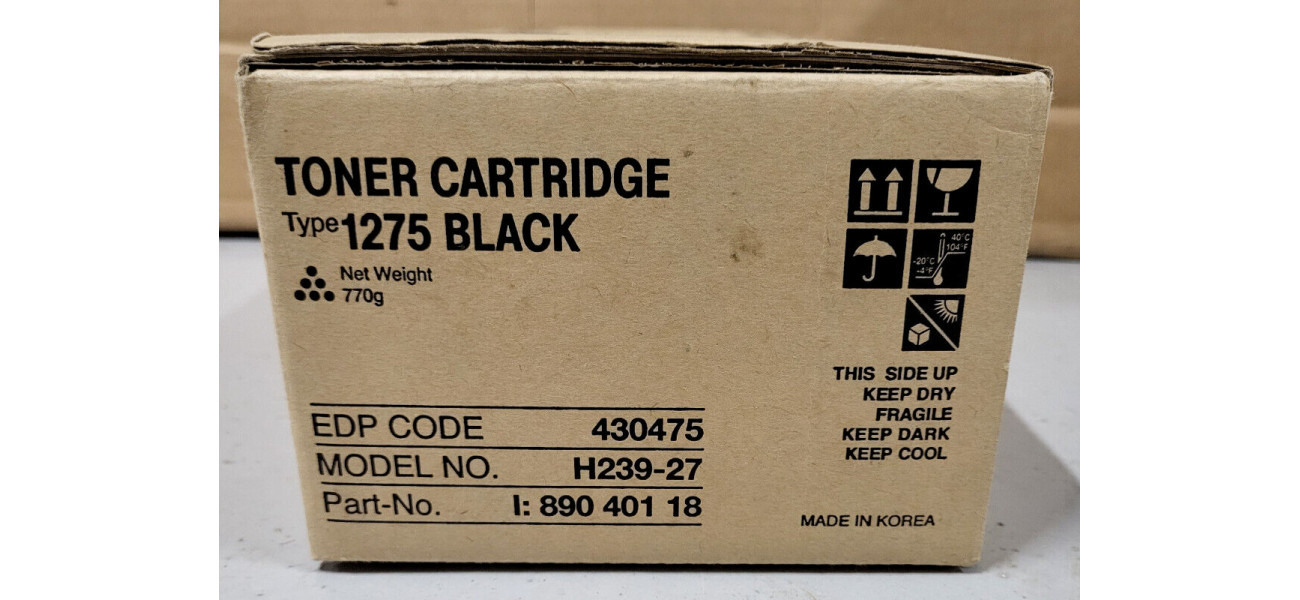 TONER CARTRIDGE
Type 1275 BLACK
Net Weight
770g
40°C
104°F
-20°C
-4°F
THIS SIDE UP
KEEP DRY
FRAGILE
KEEP DARK
KEEP COOL
EDP CODE 430475
MODEL NO. H239-27
Part-No. I: 890 401 18
MADE IN KOREA